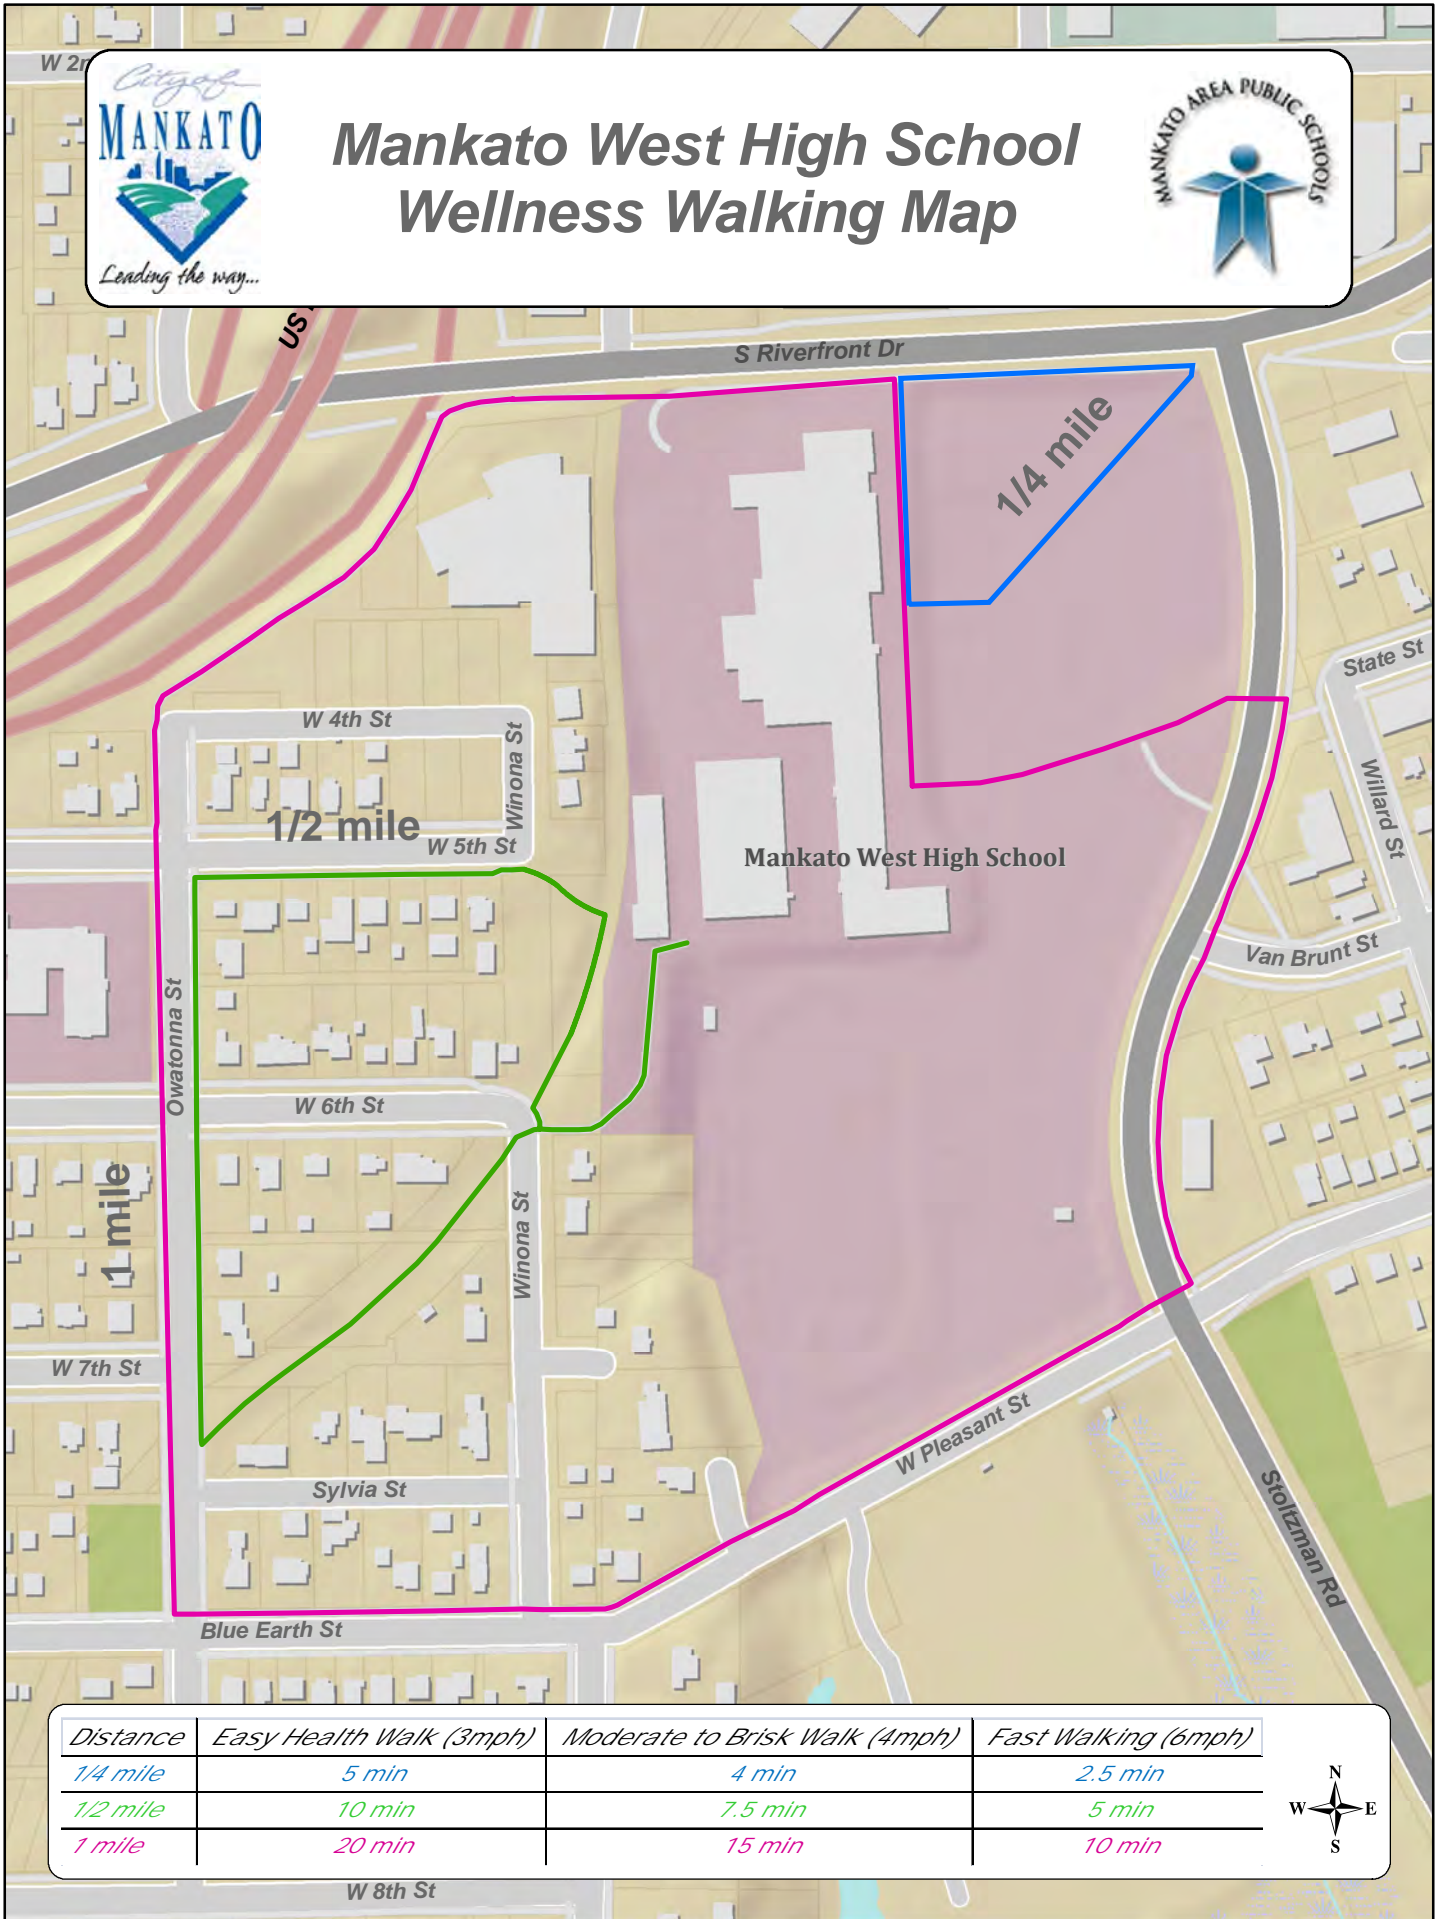 W 2n
City of
MANKATO
Leading the way...
Mankato West High School
Wellness Walking Map
MANKATO AREA PUBLIC SCHOOLS
US
S Riverfront Dr
1/4 mile
State St
W 4th St
Winona St
Willard St
1/2 mile
W 5th St
Mankato West High School
Van Brunt St
Owatonna St
W 6th St
1 mile
Winona St
W 7th St
W Pleasant St
Sylvia St
Stoltzman Rd
Blue Earth St
Distance Easy Health Walk (3mph) Moderate to Brisk Walk (4mph) Fast Walking (6mph)
1/4 mile 5 min 4 min 2.5 min
1/2 mile 10 min 7.5 min 5 min
1 mile 20 min 15 min 10 min
N
W E
S
W 8th St